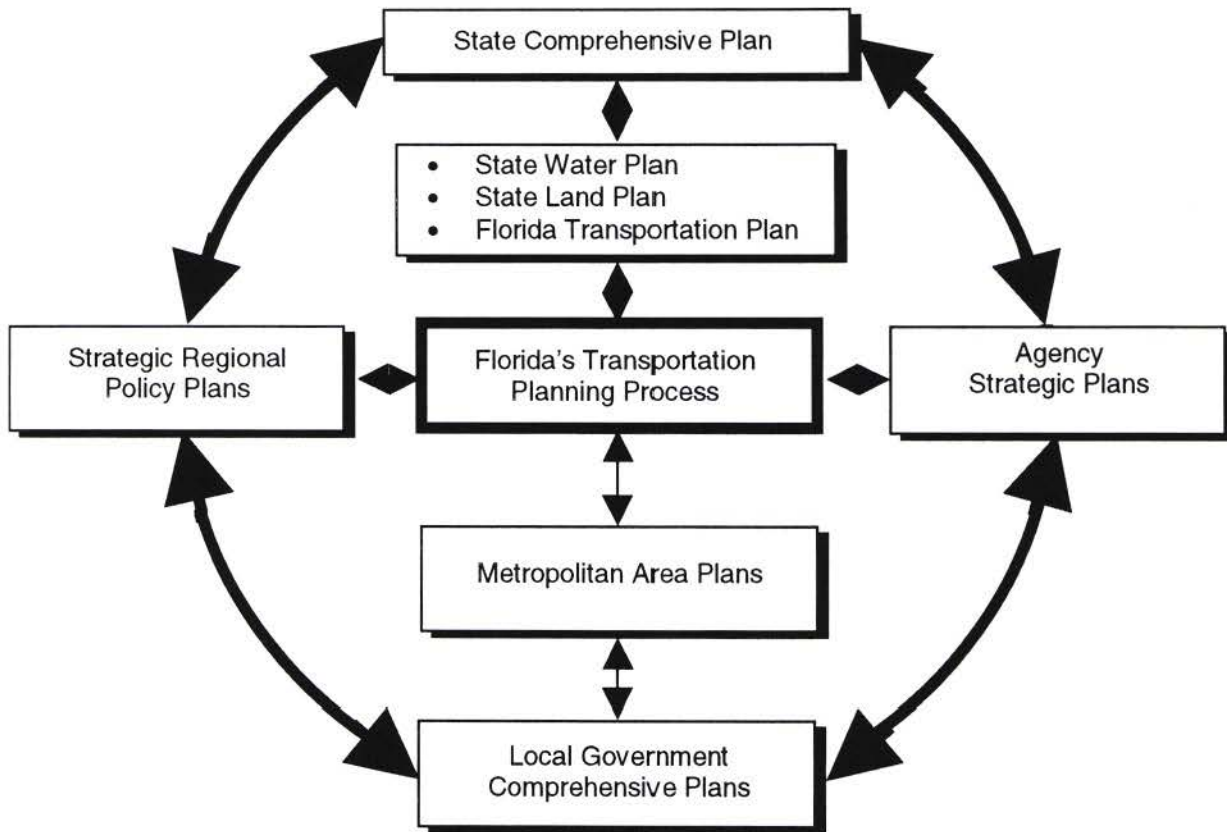 State Comprehensive Plan
• State Water Plan
• State Land Plan
• Florida Transportation Plan
Strategic Regional
Policy Plans
Florida's Transportation
Planning Process
Agency
Strategic Plans
Metropolitan Area Plans
Local Government
Comprehensive Plans